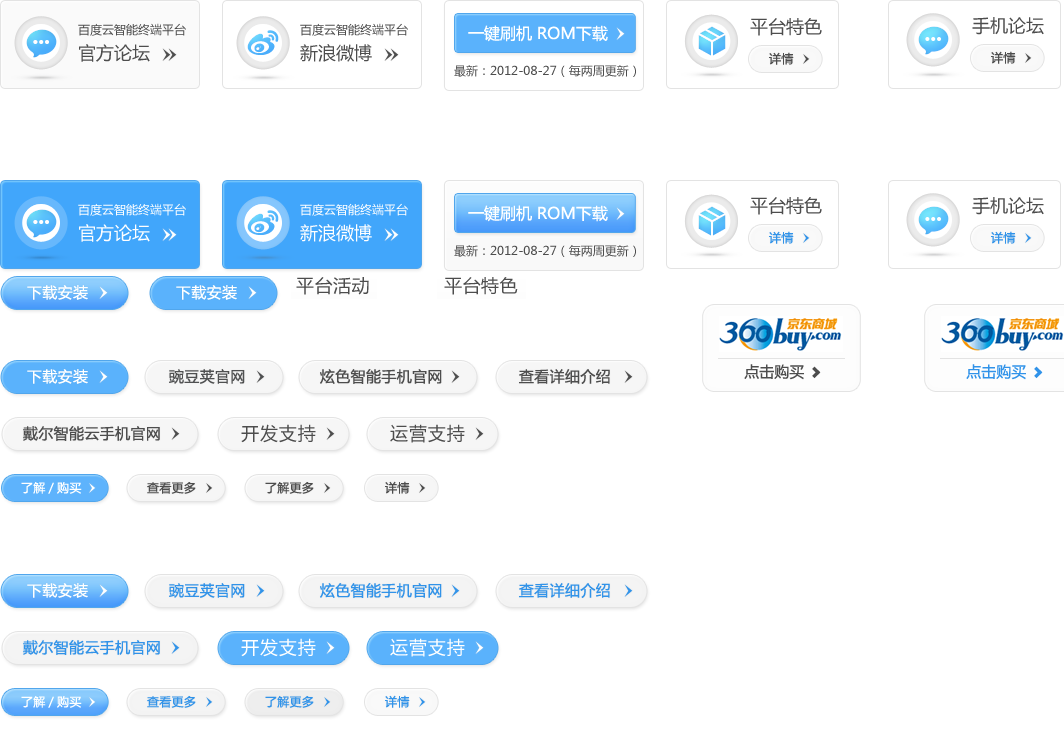 百度云智能终端平台
官方论坛
百度云智能终端平台
新浪微博
一键刷机 ROM下载
最新：2012-08-27 ( 每两周更新 )
平台特色
详情
手机论坛
详情
百度云智能终端平台
官方论坛
百度云智能终端平台
新浪微博
一键刷机 ROM下载
最新：2012-08-27 ( 每两周更新 )
平台特色
详情
手机论坛
详情
下载安装
下载安装
平台活动
平台特色
京东商城
360buy.com
点击购买
京东商城
360buy.com
点击购买
下载安装
豌豆荚官网
炫色智能手机官网
查看详细介绍
戴尔智能云手机官网
开发支持
运营支持
了解 / 购买
查看更多
了解更多
详情
下载安装
豌豆荚官网
炫色智能手机官网
查看详细介绍
戴尔智能云手机官网
开发支持
运营支持
了解 / 购买
查看更多
了解更多
详情